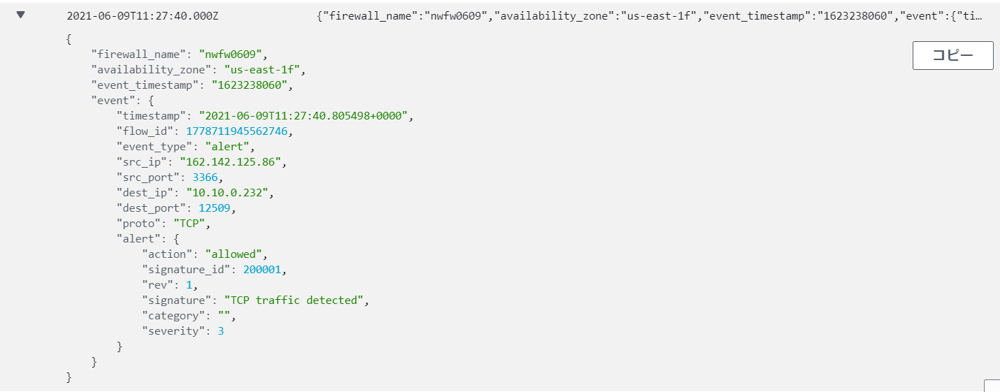 2021-06-09T11:27:40.000Z {"firewall_name":"nwfw0609","availability_zone":"us-east-1f","event_timestamp":"1623238060","event":{"ti…
{
"firewall_name": "nwfw0609",
コピー
"availability_zone": "us-east-1f",
"event_timestamp": "1623238060",
"event": {
"timestamp": "2021-06-09T11:27:40.805498+0000",
"flow_id": 1778711945562746,
"event_type": "alert",
"src_ip": "162.142.125.86",
"src_port": 3366,
"dest_ip": "10.10.0.232",
"dest_port": 12509,
"proto": "TCP",
"alert": {
"action": "allowed",
"signature_id": 200001,
"rev": 1,
"signature": "TCP traffic detected",
"category": "",
"severity": 3
}
}
}